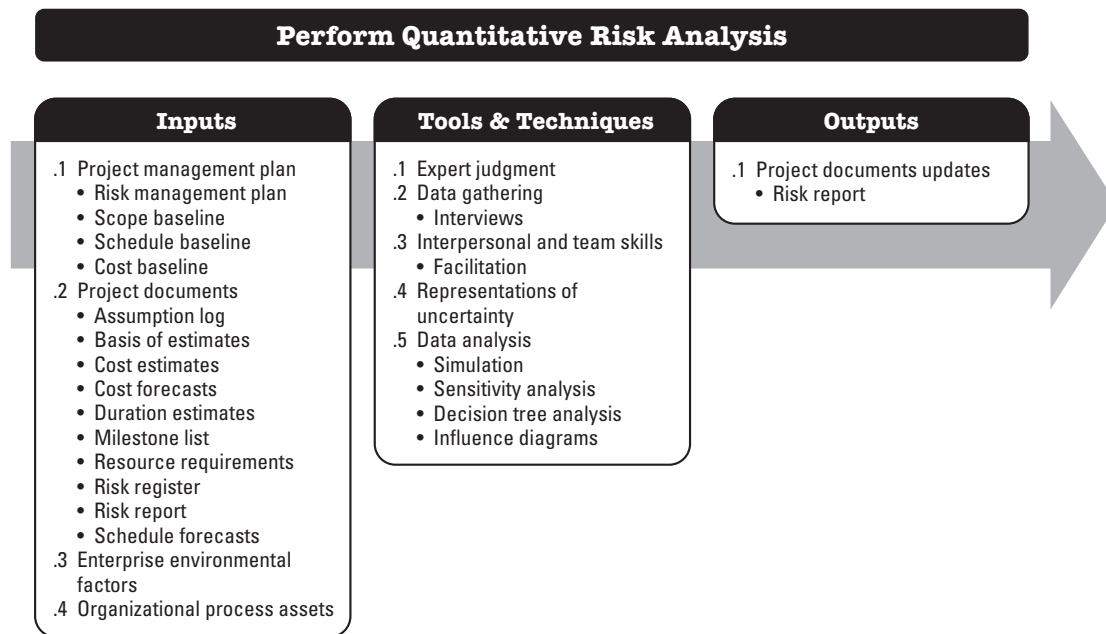 Perform Quantitative Risk Analysis
Inputs
.1 Project management plan
• Risk management plan
• Scope baseline
• Schedule baseline
• Cost baseline
.2 Project documents
• Assumption log
• Basis of estimates
• Cost estimates
• Cost forecasts
• Duration estimates
• Milestone list
• Resource requirements
• Risk register
• Risk report
• Schedule forecasts
.3 Enterprise environmental
factors
.4 Organizational process assets
Tools & Techniques
.1 Expert judgment
.2 Data gathering
• Interviews
.3 Interpersonal and team skills
• Facilitation
.4 Representations of
uncertainty
.5 Data analysis
• Simulation
• Sensitivity analysis
• Decision tree analysis
• Influence diagrams
Outputs
.1 Project documents updates
• Risk report